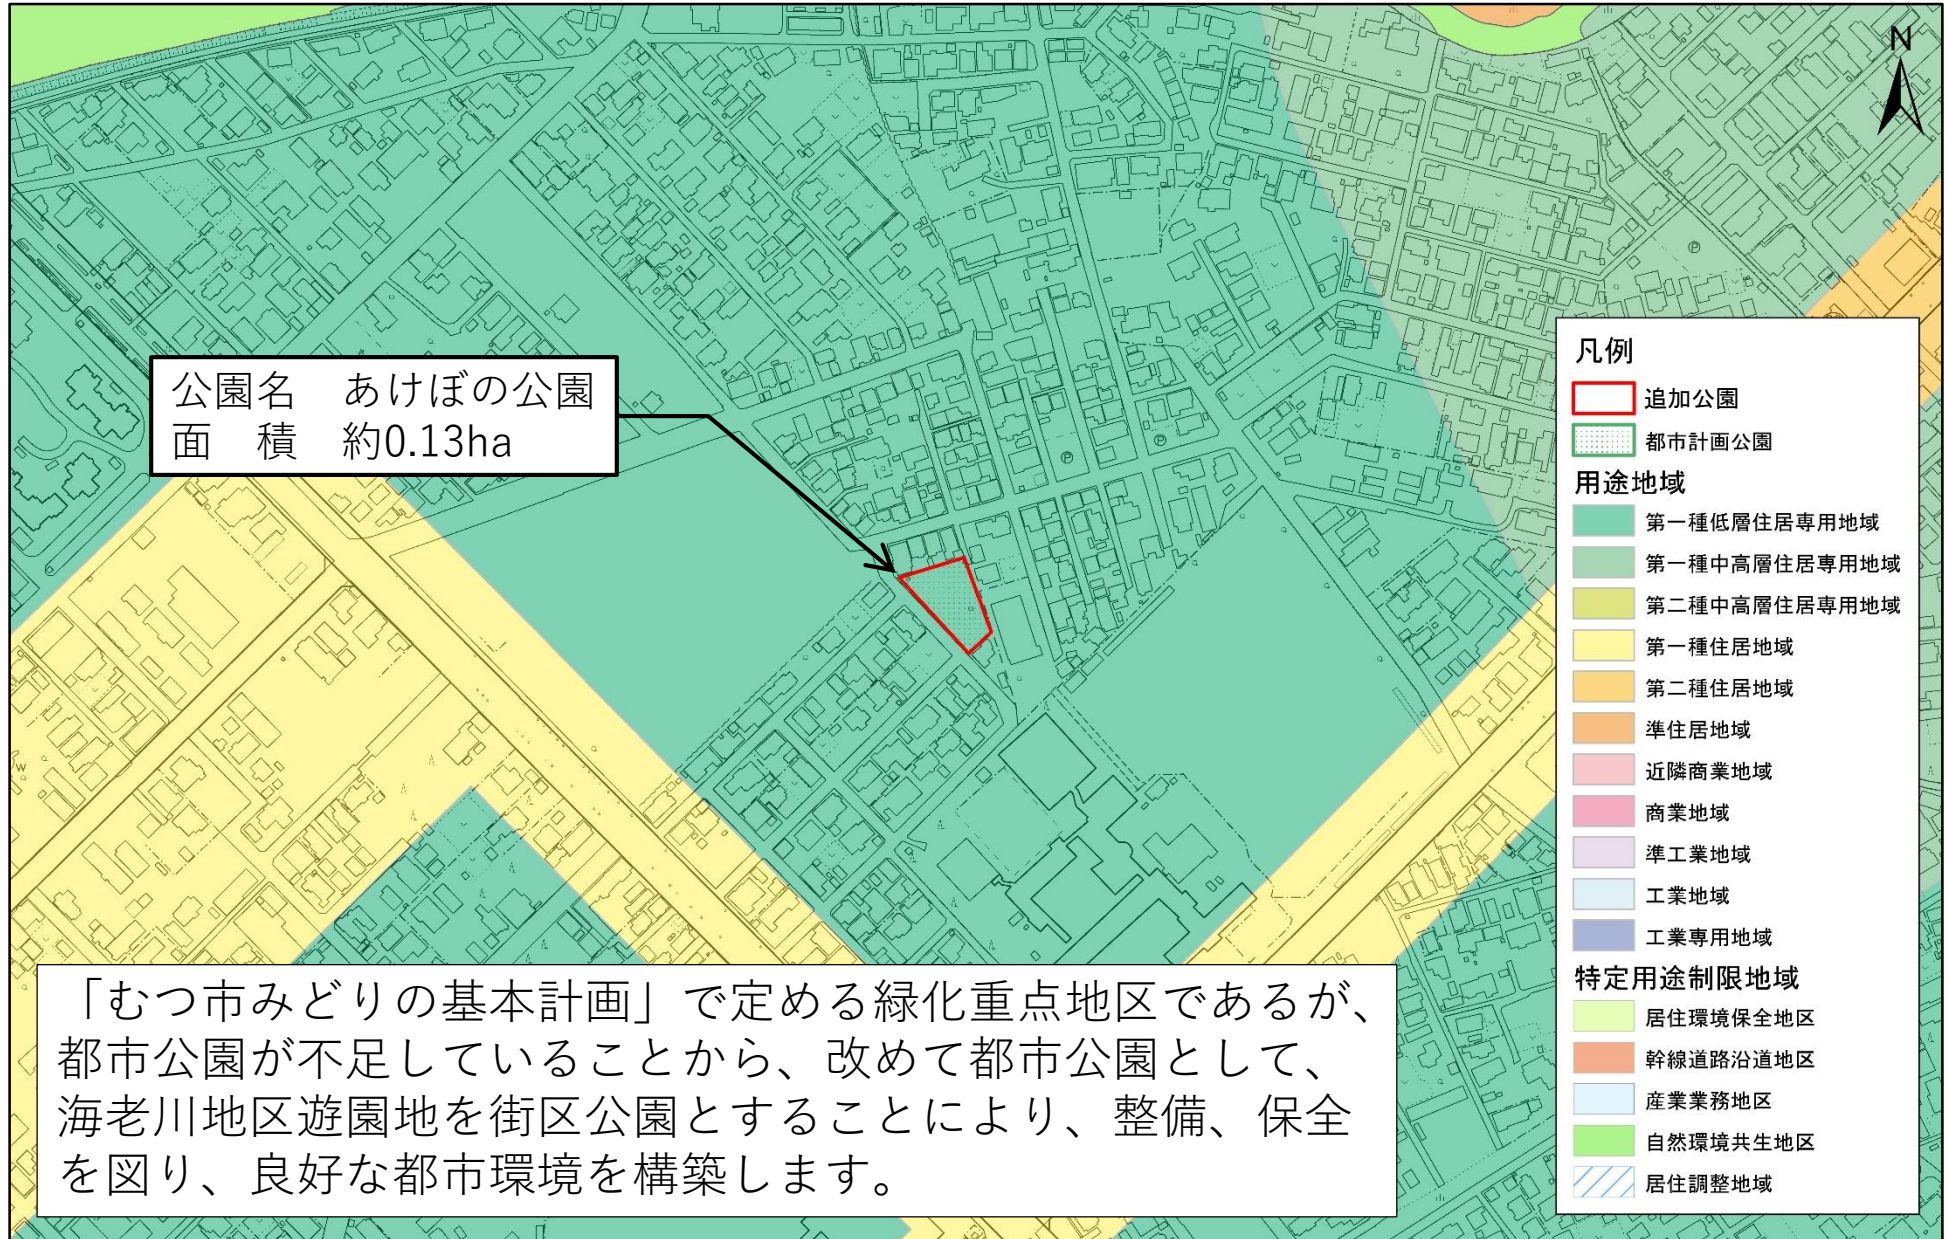 N
公園名　あけぼの公園
面　積　約0.13ha
凡例
追加公園
都市計画公園
用途地域
第一種低層住居専用地域
第一種中高層住居専用地域
第二種中高層住居専用地域
第一種住居地域
第二種住居地域
準住居地域
近隣商業地域
商業地域
準工業地域
工業地域
工業専用地域
特定用途制限地域
居住環境保全地区
幹線道路沿道地区
産業業務地区
自然環境共生地区
居住調整地域
「むつ市みどりの基本計画」で定める緑化重点地区であるが、
都市公園が不足していることから、改めて都市公園として、
海老川地区遊園地を街区公園とすることにより、整備、保全
を図り、良好な都市環境を構築します。